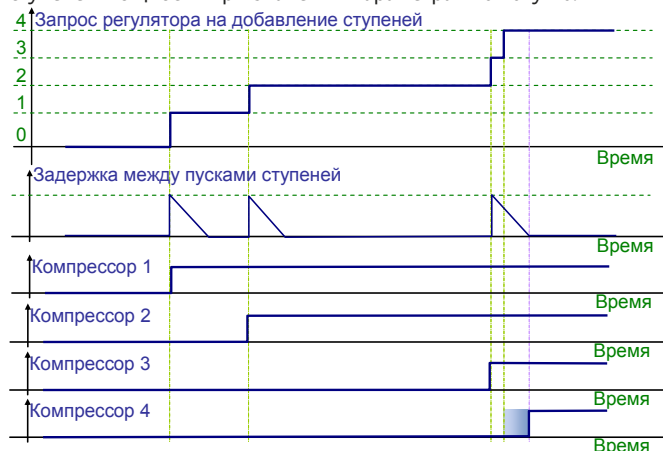 4
Запрос регулятора на добавление ступеней
3
2
1
0
Время
Задержка между пусками ступеней
Время
Компрессор 1
Время
Компрессор 2
Время
Компрессор 3
Время
Компрессор 4
Время